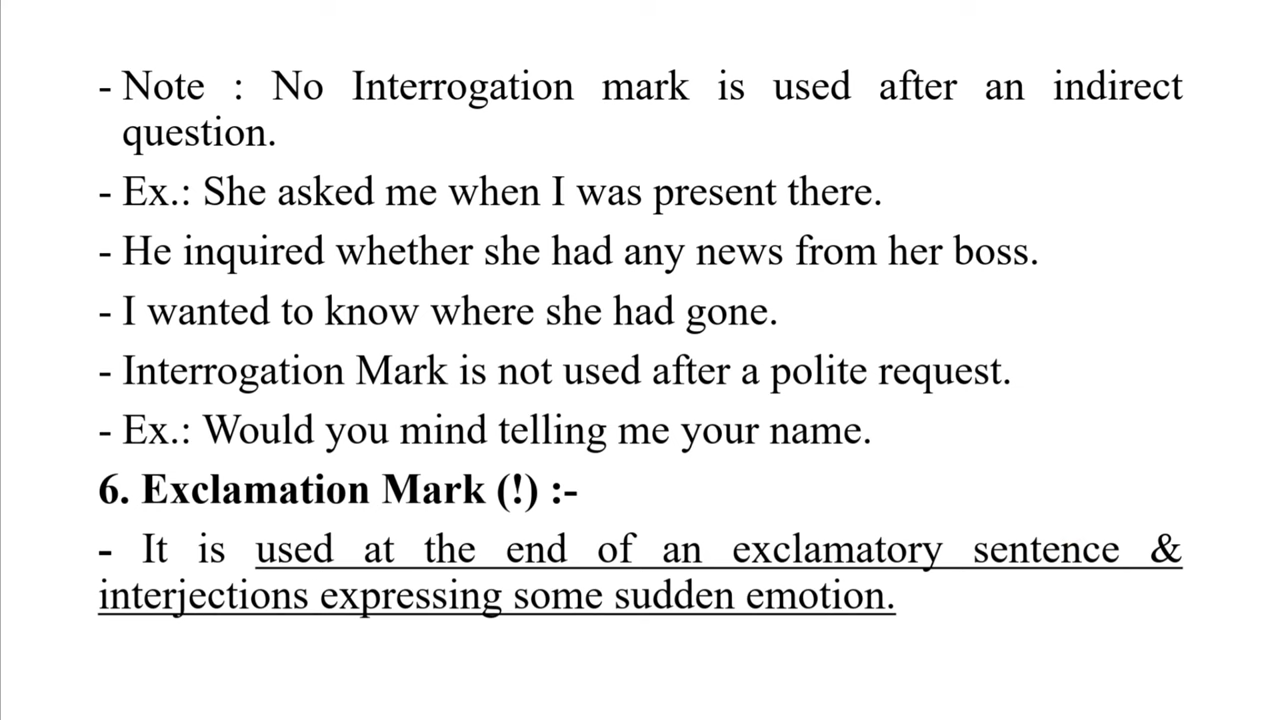 - Note : No Interrogation mark is used after an indirect
question.
- Ex.: She asked me when I was present there.
- He inquired whether she had any news from her boss.
- I wanted to know where she had gone.
- Interrogation Mark is not used after a polite request.
- Ex.: Would you mind telling me your name.
6. Exclamation Mark (!) :-
- It is used at the end of an exclamatory sentence &
interjections expressing some sudden emotion.